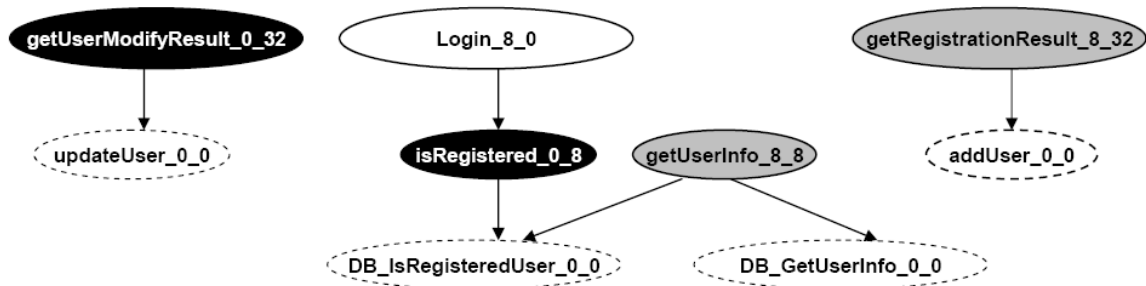 getUserModifyResult_0_32
Login_8_0
getRegistrationResult_8_32
updateUser_0_0
isRegistered_0_8
getUserInfo_8_8
addUser_0_0
DB_IsRegisteredUser_0_0
DB_GetUserInfo_0_0